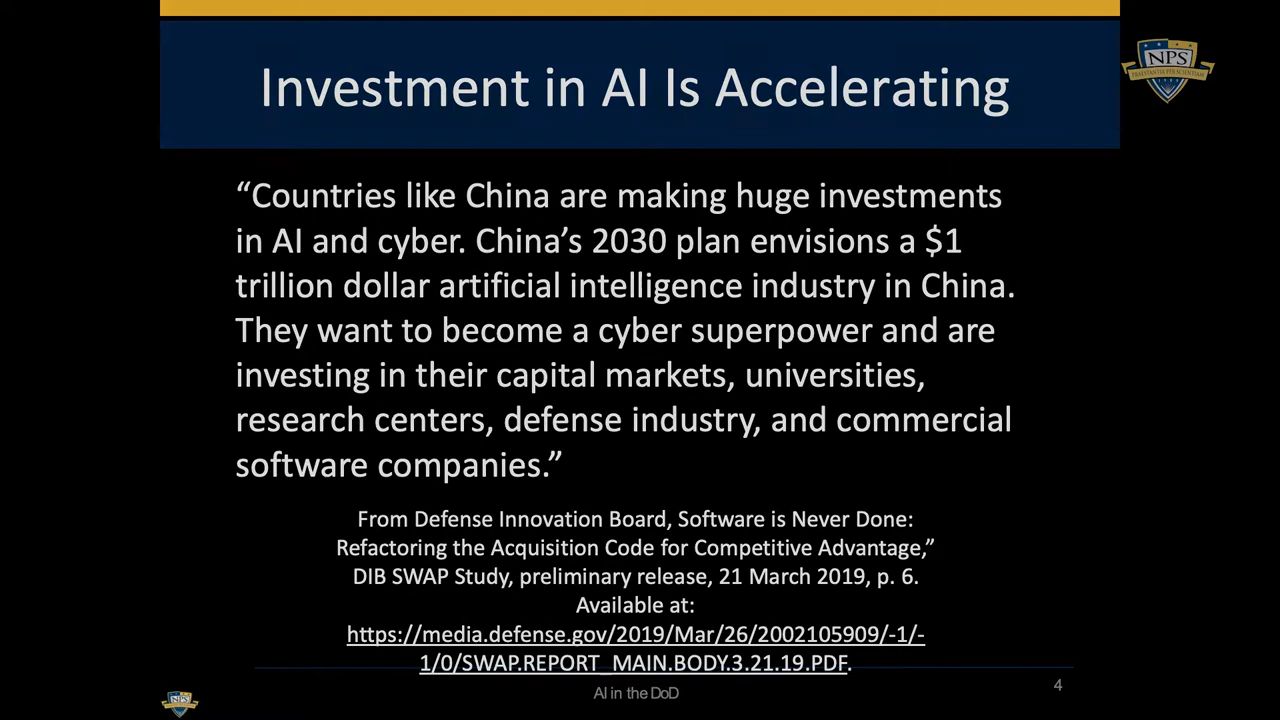 Investment in AI Is Accelerating
NPS
PRAESTANTIA PER SCIENTIAM
“Countries like China are making huge investments
in AI and cyber. China’s 2030 plan envisions a $1
trillion dollar artificial intelligence industry in China.
They want to become a cyber superpower and are
investing in their capital markets, universities,
research centers, defense industry, and commercial
software companies.”
From Defense Innovation Board, Software is Never Done:
Refactoring the Acquisition Code for Competitive Advantage,”
DIB SWAP Study, preliminary release, 21 March 2019, p. 6.
Available at:
https://media.defense.gov/2019/Mar/26/2002105909/-1/-
1/0/SWAP.REPORT_MAIN.BODY.3.21.19.PDF.
NPS
AI in the DoD
4